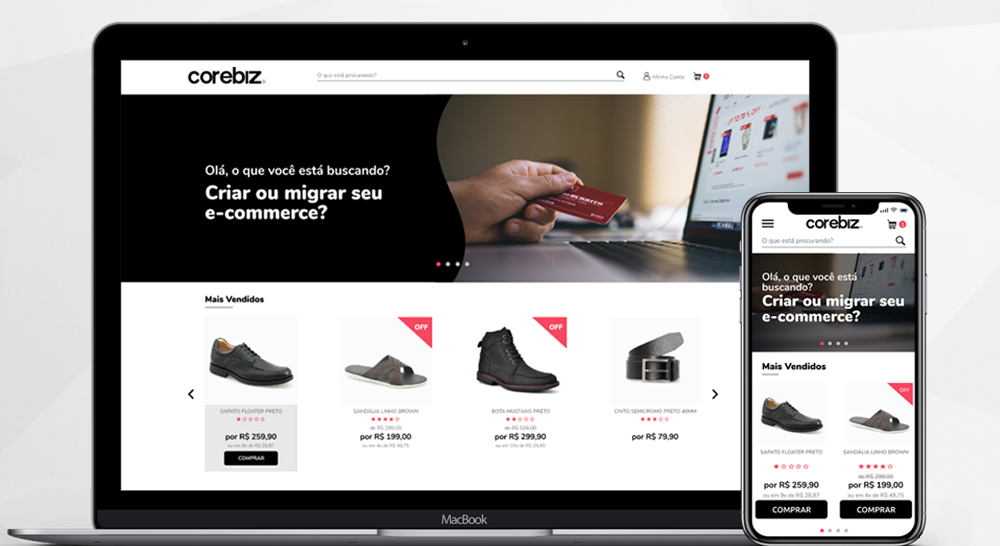 corebiz
O que está procurando?
Minha Conta
1
Olá, o que você está buscando?
Criar ou migrar seu
e-commerce?
Mais Vendidos
OFF
OFF
SAPATO FLOATER PRETO
SANDÁLIA LINHO BROWN
BOTA MUSTANG PRETO
CINTO SEMICROMO PRETO 40MM
de R$ 299,00
de R$ 329,00
por R$ 259,90
por R$ 199,00
por R$ 299,90
por R$ 79,90
ou em 9x de R$ 28,87
ou em 4x de R$ 49,75
ou em 10x de R$ 29,90
COMPRAR
MacBook
corebiz
1
O que está procurando?
Olá, o que você está
buscando?
Criar ou migrar seu
e-commerce?
Mais Vendidos
OFF
SAPATO FLOATER PRETO
SANDÁLIA LINHO BROWN
de R$ 299,00
por R$ 259,90
por R$ 199,00
ou em 9x de R$ 28,87
ou em 4x de R$ 49,75
COMPRAR
COMPRAR